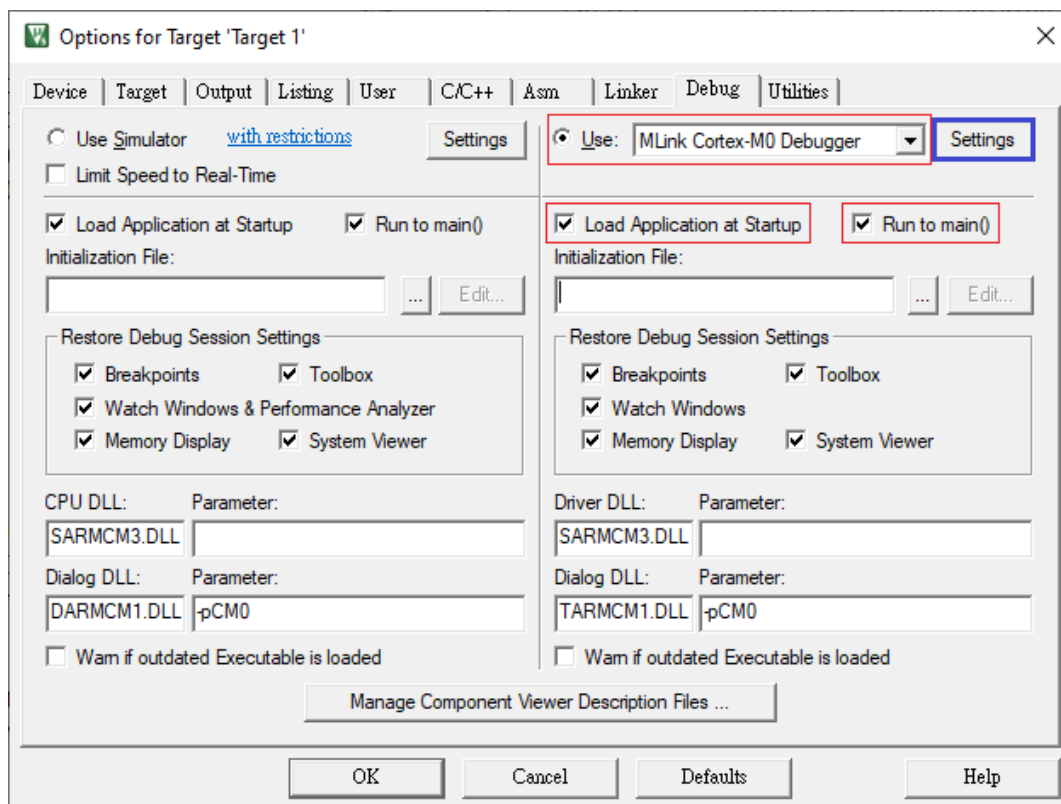 Options for Target 'Target 1'
Device Target Output Listing User C/C++ Asm Linker Debug Utilities
Use Simulator with restrictions Settings
Limit Speed to Real-Time
Load Application at Startup Run to main()
Initialization File:
... Edit...
Restore Debug Session Settings
Breakpoints Toolbox
Watch Windows & Performance Analyzer
Memory Display System Viewer
CPU DLL: Parameter:
SARMCM3.DLL
Dialog DLL: Parameter:
DARMCM1.DLL -pCM0
Warn if outdated Executable is loaded
Use: MLink Cortex-M0 Debugger Settings
Load Application at Startup Run to main()
Initialization File:
... Edit...
Restore Debug Session Settings
Breakpoints Toolbox
Watch Windows
Memory Display System Viewer
Driver DLL: Parameter:
SARMCM3.DLL
Dialog DLL: Parameter:
TARMCM1.DLL -pCM0
Warn if outdated Executable is loaded
Manage Component Viewer Description Files ...
OK Cancel Defaults Help